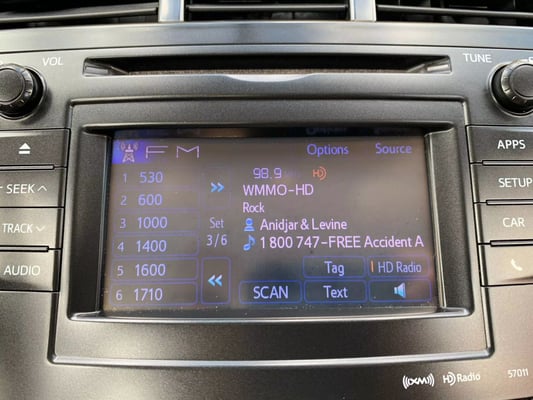 VOL
TUNE
FM
Options
Source
1 530
2 600
3 1000
4 1400
5 1600
6 1710
Set
3/6
98.9 HD
WMMO-HD
Rock
Anidjar & Levine
1 800 747-FREE Accident A
Tag
HD Radio
SCAN
Text
SEEK
TRACK
AUDIO
APPS
SETUP
CAR
((XM))
HD Radio
57011